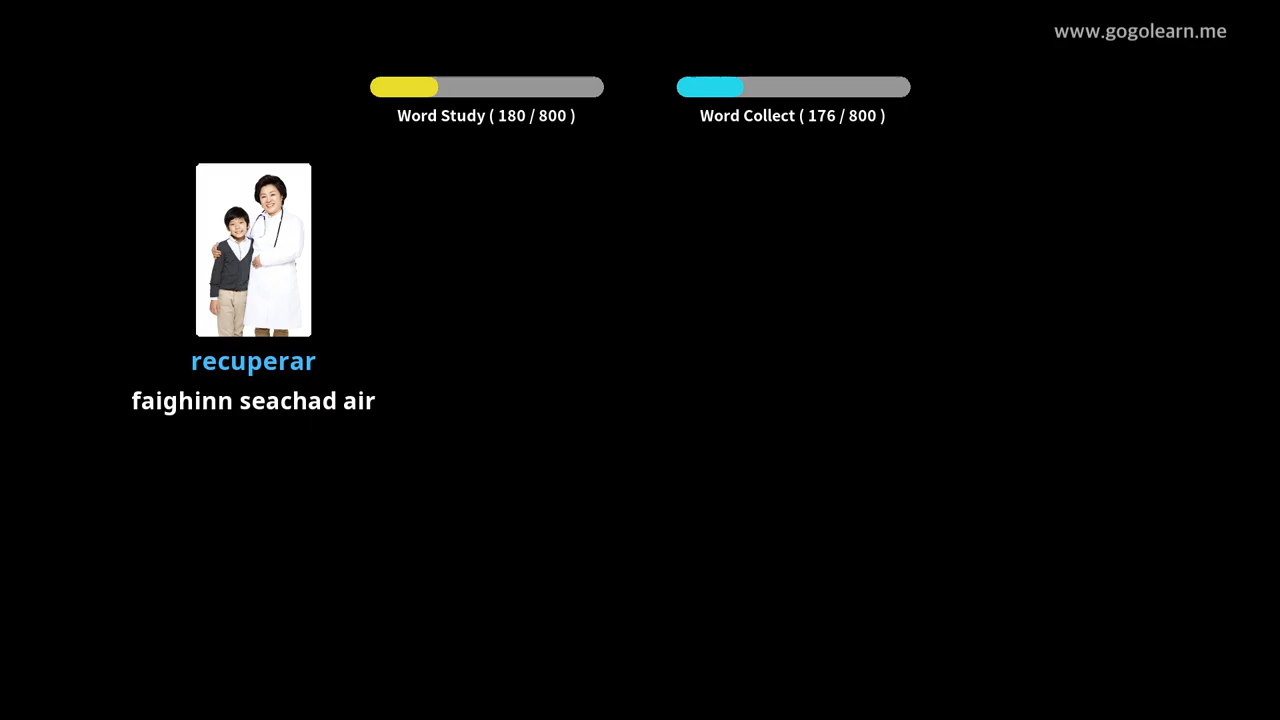 www.gogolearn.me
Word Study ( 180 / 800 )
Word Collect ( 176 / 800 )
recuperar
faighinn seachad air